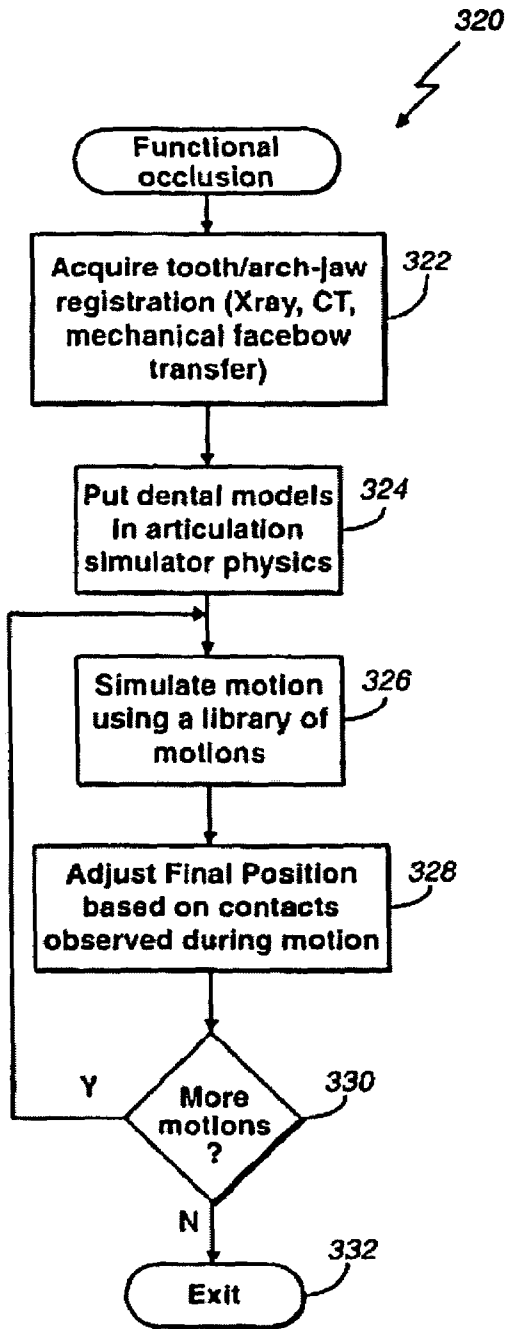 320
Functional
occlusion
Acquire tooth/arch-jaw
registration (Xray, CT,
mechanical facebow
transfer)
322
Put dental models
in articulation
simulator physics
324
Simulate motion
using a library of
motions
326
Adjust Final Position
based on contacts
observed during motion
328
More
motions
?
330
Y
N
Exit
332